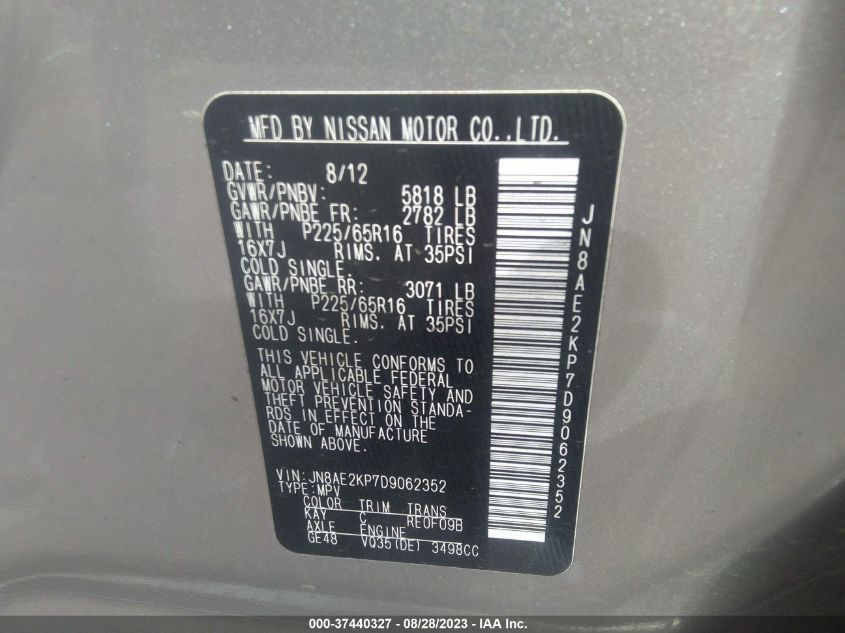 MFD BY NISSAN MOTOR CO.,LTD.
DATE: 8/12
GVWR/PNBV: 5818 LB
GAWR/PNBE FR: 2782 LB
WITH P225/65R16 TIRES
16X7J RIMS. AT 35PSI
COLD SINGLE.
GAWR/PNBE RR: 3071 LB
WITH P225/65R16 TIRES
16X7J RIMS. AT 35PSI
COLD SINGLE.
THIS VEHICLE CONFORMS TO
ALL APPLICABLE FEDERAL
MOTOR VEHICLE SAFETY AND
THEFT PREVENTION STANDA-
RDS IN EFFECT ON THE
DATE OF MANUFACTURE
SHOWN ABOVE.
VIN:JN8AE2KP7D9062352
TYPE:MPV
COLOR TRIM TRANS
KAY C RE0F09B
AXLE ENGINE
GE48 VQ35(DE) 3498CC
JN8AE2KP7D9062352
000-37440327 - 08/28/2023 - IAA Inc.